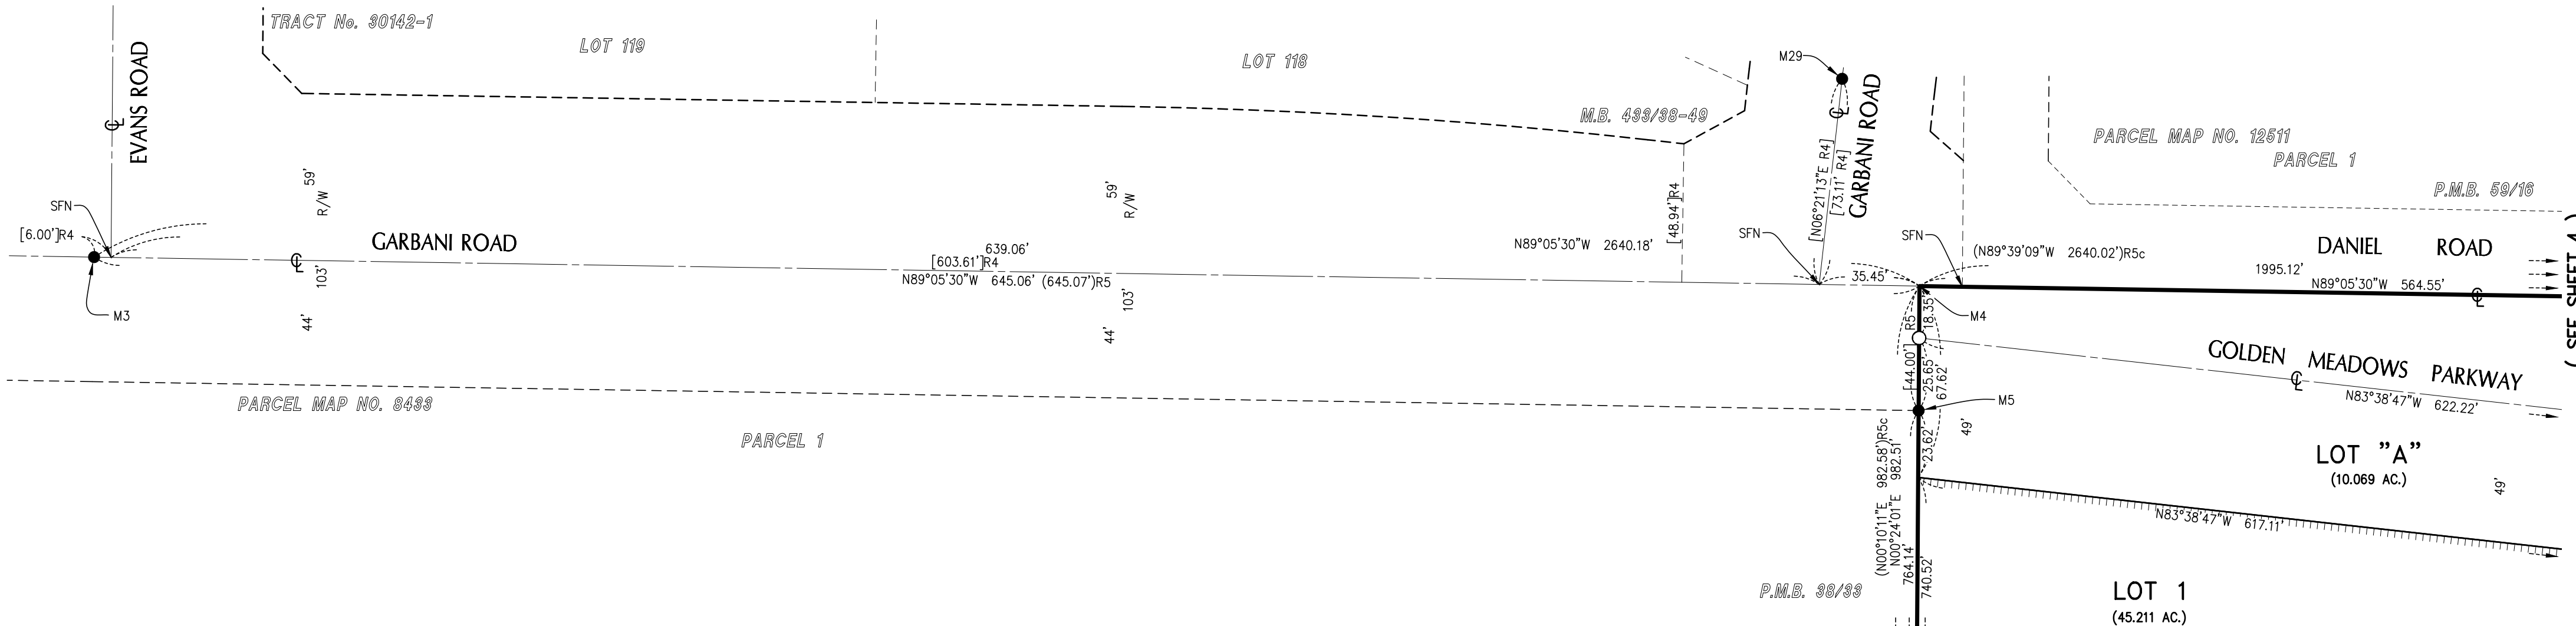 TRACT No. 30142-1
LOT 119
LOT 118
M29
EVANS ROAD
℄
GARBANI ROAD
℄
M.B. 433/38-49
PARCEL MAP NO. 12511
PARCEL 1
P.M.B. 59/16
59'
R/W
59'
R/W
[48.94']R4
[N06°21'13"E R4]
[73.11' R4]
SFN
[6.00']R4
GARBANI ROAD
℄
103'
639.06'
[603.61']R4
N89°05'30"W 645.06' (645.07')R5
103'
N89°05'30"W 2640.18'
SFN
35.45'
SFN
(N89°39'09"W 2640.02')R5c
DANIEL ROAD
1995.12'
N89°05'30"W 564.55'
℄
( SEE SHEET 4 )
M3
44'
44'
M4
[44.00'] R5
18.35'
25.65'
67.62'
GOLDEN MEADOWS PARKWAY
℄
N83°38'47"W 622.22'
PARCEL MAP NO. 8433
PARCEL 1
M5
49'
23.62'
(N00°10'11"E 982.58')R5c
N00°24'01"E 982.51'
764.14'
740.52'
LOT "A"
(10.069 AC.)
49'
N83°38'47"W 617.11'
P.M.B. 38/33
LOT 1
(45.211 AC.)